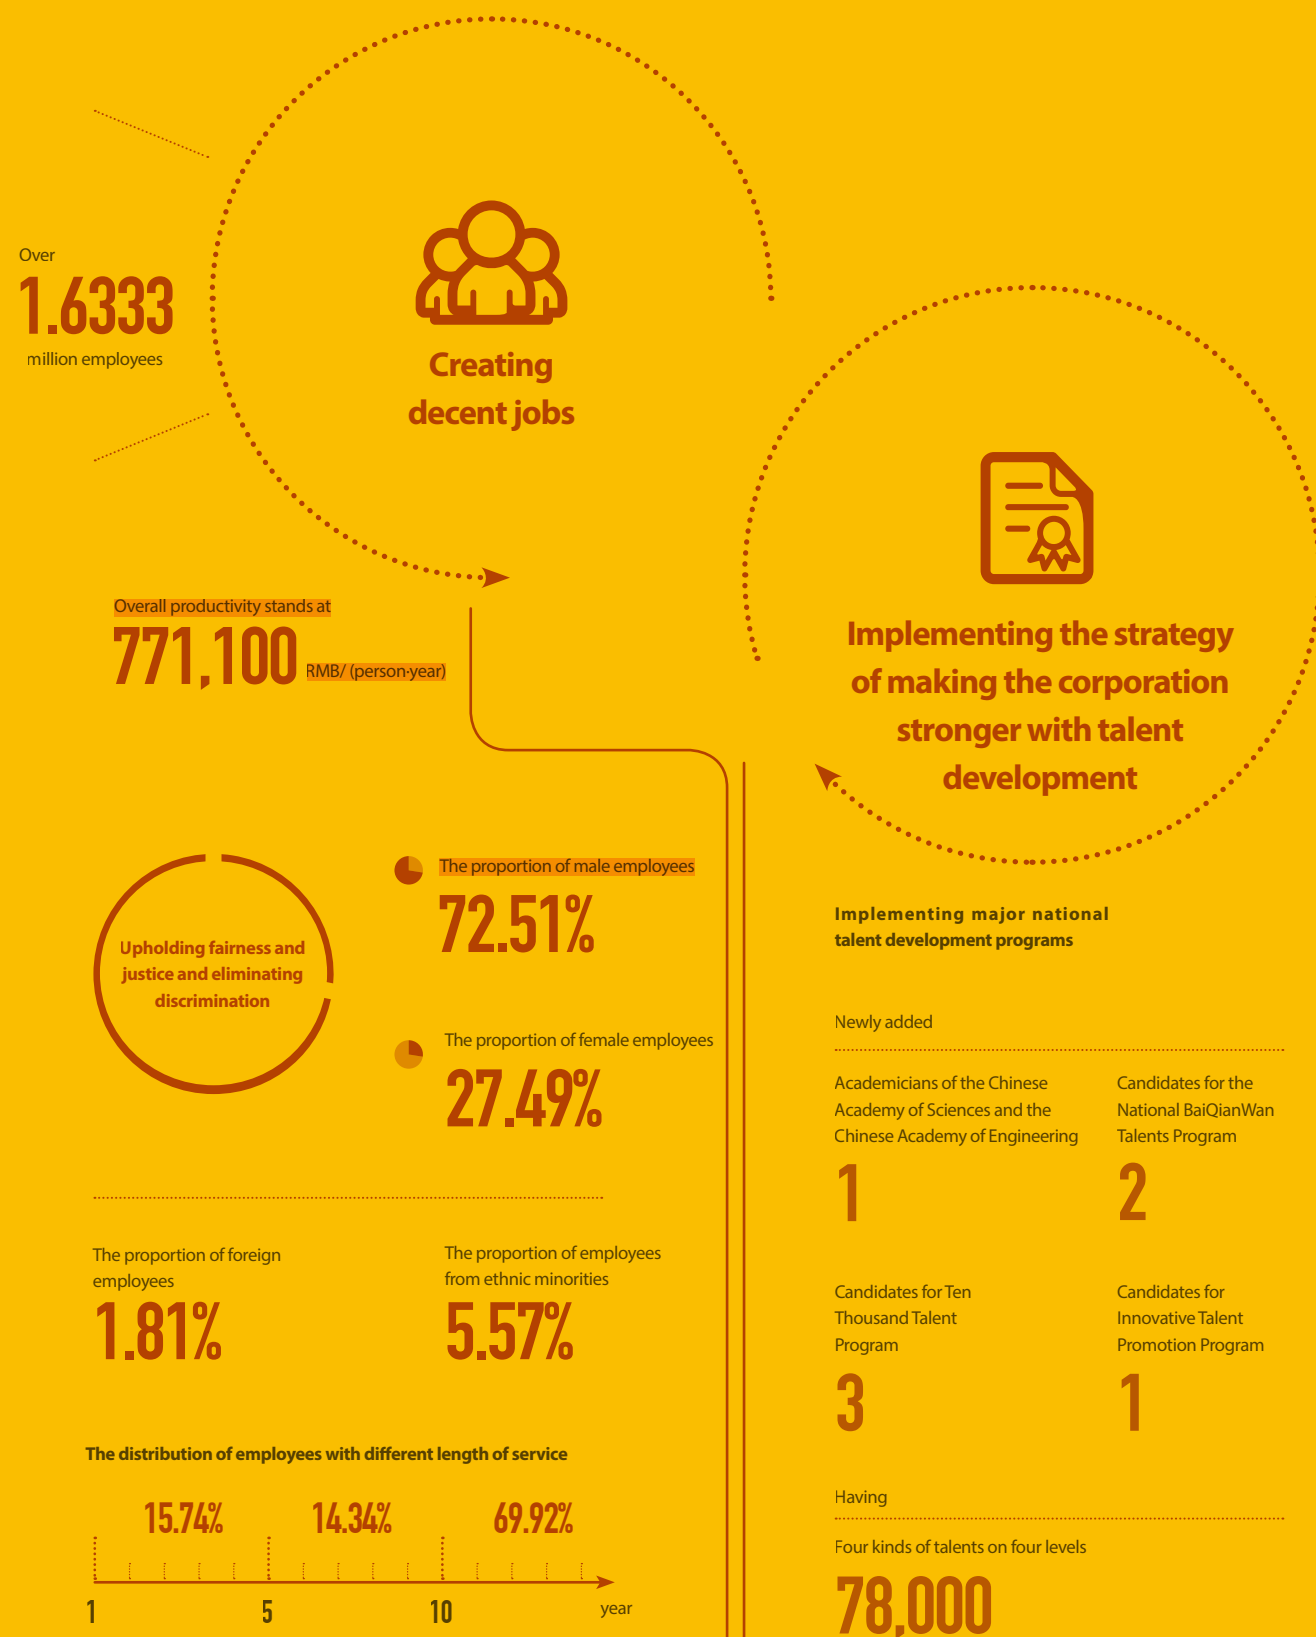 Over
1.6333
million employees
Creating
decent jobs
Overall productivity stands at
771,100
RMB/ (person·year)
Upholding fairness and
justice and eliminating
discrimination
The proportion of male employees
72.51%
The proportion of female employees
27.49%
The proportion of foreign
employees
1.81%
The proportion of employees
from ethnic minorities
5.57%
The distribution of employees with different length of service
15.74% 14.34% 69.92%
1 5 10 year
Implementing the strategy
of making the corporation
stronger with talent
development
Implementing major national
talent development programs
Newly added
Academicians of the Chinese
Academy of Sciences and the
Chinese Academy of Engineering
1
Candidates for the
National BaiQianWan
Talents Program
2
Candidates for Ten
Thousand Talent
Program
3
Candidates for
Innovative Talent
Promotion Program
1
Having
Four kinds of talents on four levels
78,000